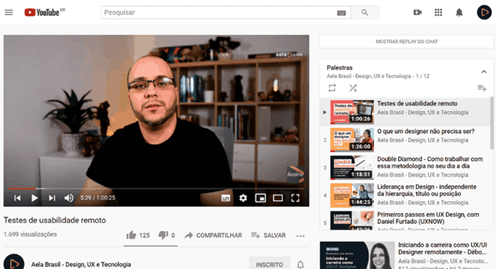 YouTube BR
Pesquisar
aela
MOSTRAR REPLAY DO CHAT
Palestras
Aela Brasil - Design, UX e Tecnologia - 1 / 12
Testes de usabilidade remoto
Aela Brasil - Design, UX e Tecnologia
1:00:26
2
O que um designer não precisa ser?
Aela Brasil - Design, UX e Tecnologia
1:26:00
3
Double Diamond - Como trabalhar com
essa metodologia no seu dia a dia
Aela Brasil - Design, UX e Tecnologia
1:18:51
4
Liderança em Design - independente
da hierarquia, título ou posição
Aela Brasil - Design, UX e Tecnologia
1:44:25
Primeiros passos em UX Design, com
Daniel Furtado (UXNOW)
Aela Brasil - Design, UX e Tecnologia
5:29 / 1:00:25
Testes de usabilidade remoto
1.699 visualizações
125
0
COMPARTILHAR
SALVAR
Aela Brasil - Design, UX e Tecnologia
INSCRITO
Iniciando a carreira como UX/UI
Designer remotamente - Débo...